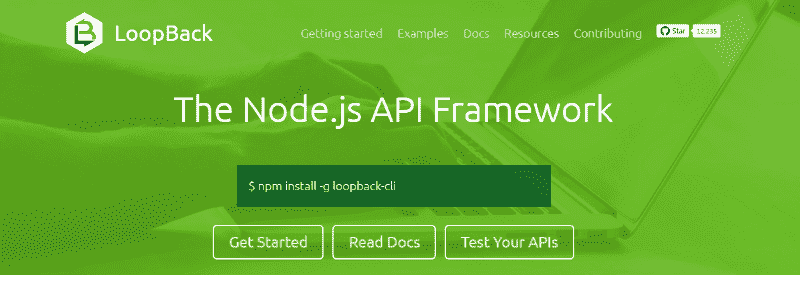 LoopBack
Getting started Examples Docs Resources Contributing Star 12,235
The Node.js API Framework
$ npm install -g loopback-cli
Get Started Read Docs Test Your APIs